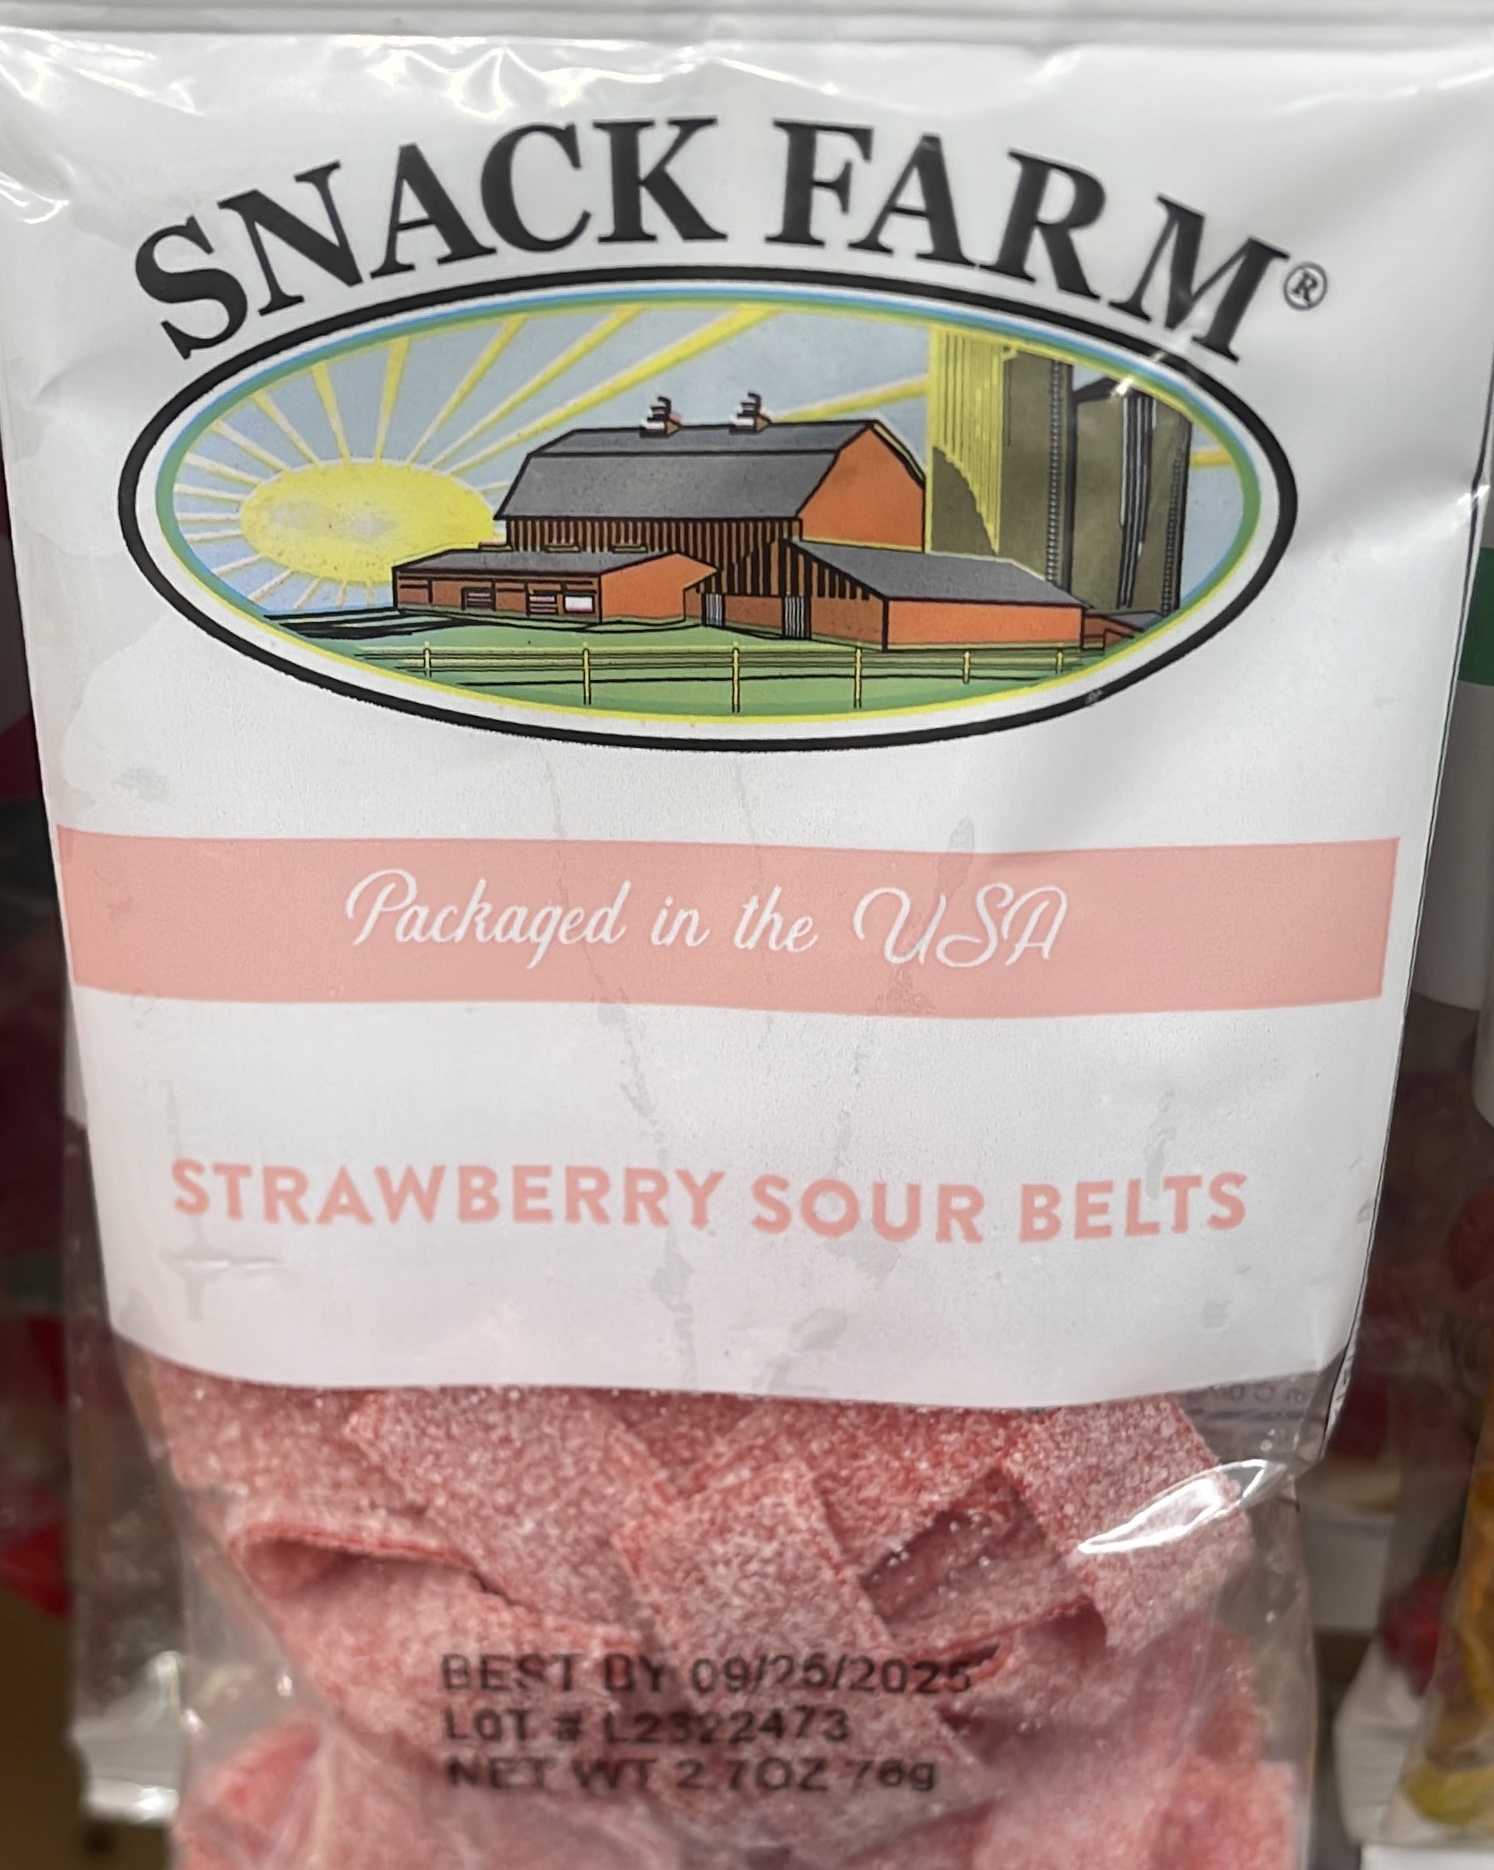 SNACK FARM®
Packaged in the USA
STRAWBERRY SOUR BELTS
BEST BY 09/25/2025
LOT # L2322473
NET WT 2.7OZ 76g